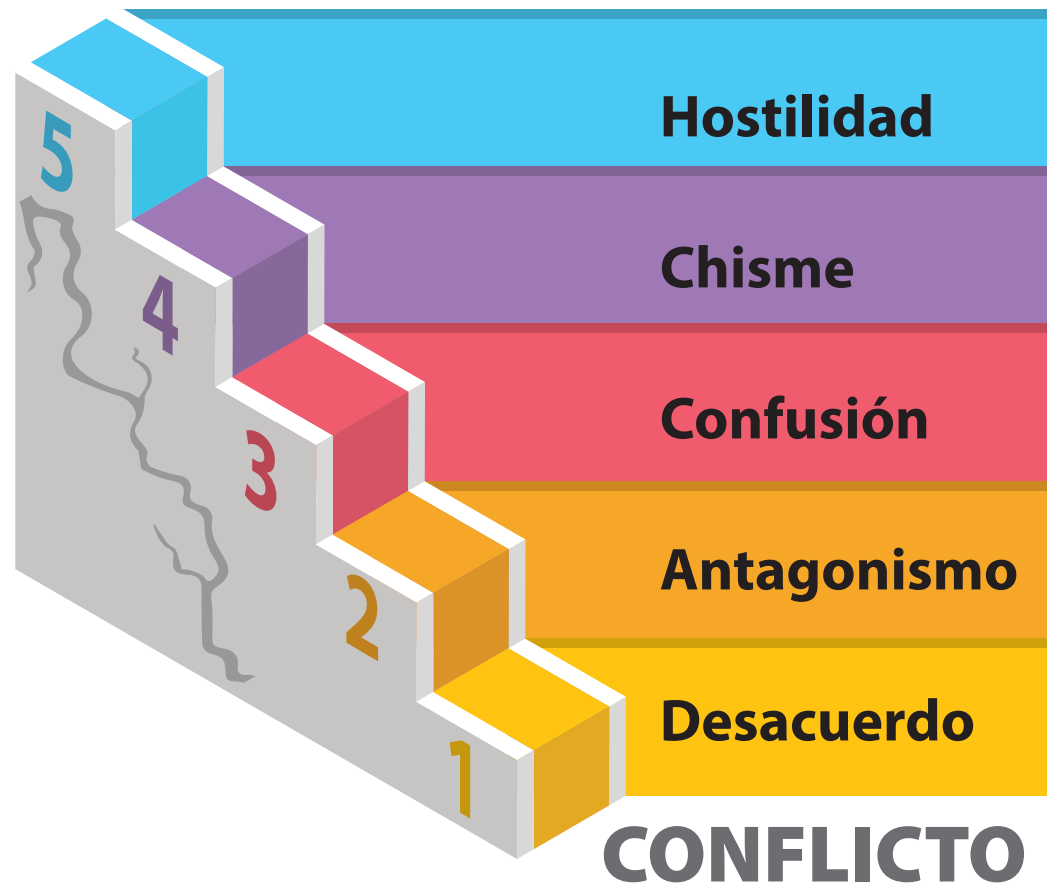 5 Hostilidad
4 Chisme
3 Confusión
2 Antagonismo
1 Desacuerdo
CONFLICTO